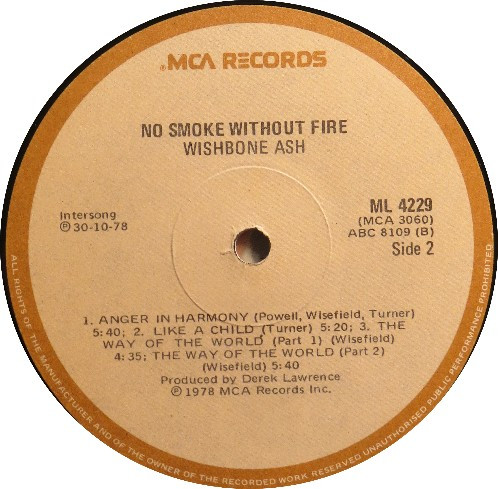 MCA RECORDS
NO SMOKE WITHOUT FIRE
WISHBONE ASH
Intersong
℗ 30-10-78
ML 4229
(MCA 3060)
ABC 8109 (B)
Side 2
1. ANGER IN HARMONY (Powell, Wisefield, Turner)
5:40; 2. LIKE A CHILD (Turner) 5:20; 3. THE
WAY OF THE WORLD (Part 1) (Wisefield)
4:35; THE WAY OF THE WORLD (Part 2)
(Wisefield) 5:40
Produced by Derek Lawrence
℗ 1978 MCA Records Inc.
ALL RIGHTS OF THE MANUFACTURER AND OF THE OWNER OF THE RECORDED WORK RESERVED UNAUTHORISED PUBLIC PERFORMANCE PROHIBITED